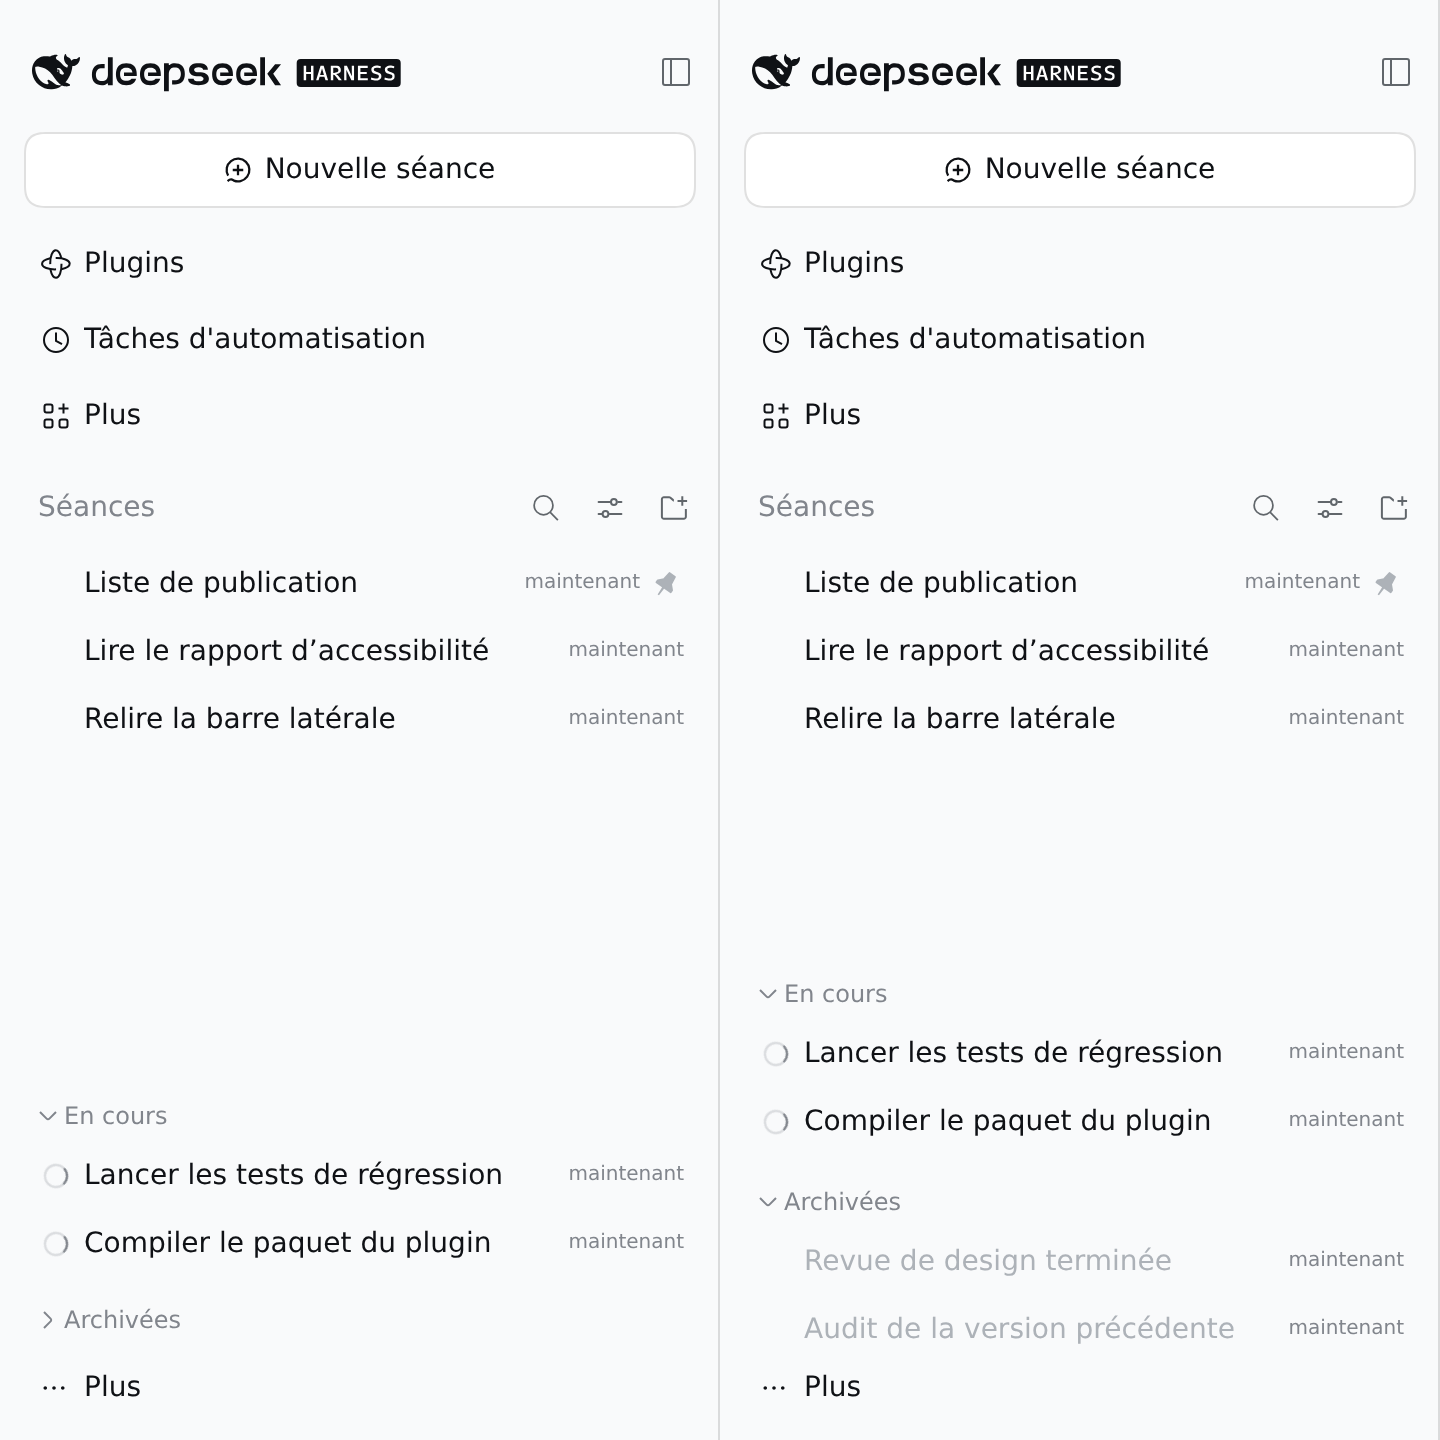 deepseek HARNESS
Nouvelle séance
Plugins
Tâches d'automatisation
Plus
Séances
Liste de publication maintenant
Lire le rapport d’accessibilité maintenant
Relire la barre latérale maintenant
En cours
Lancer les tests de régression maintenant
Compiler le paquet du plugin maintenant
Archivées
Plus
deepseek HARNESS
Nouvelle séance
Plugins
Tâches d'automatisation
Plus
Séances
Liste de publication maintenant
Lire le rapport d’accessibilité maintenant
Relire la barre latérale maintenant
En cours
Lancer les tests de régression maintenant
Compiler le paquet du plugin maintenant
Archivées
Revue de design terminée maintenant
Audit de la version précédente maintenant
Plus